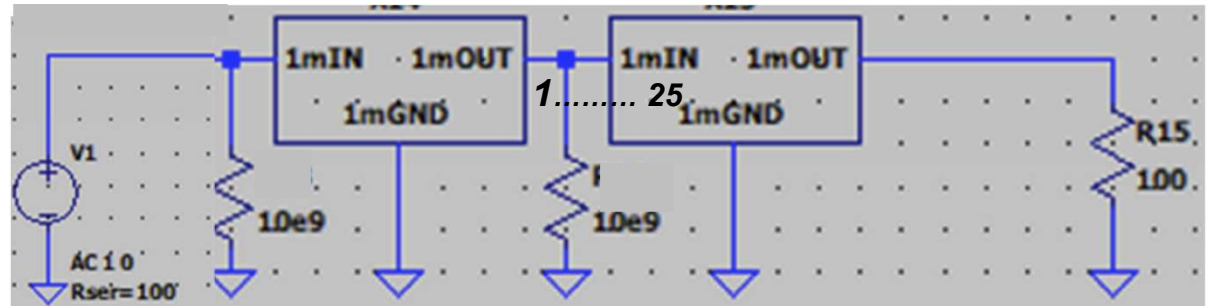 1mIN 1mOUT
1mGND
1mIN 1mOUT
1mGND
1......... 25
V1
AC 1 0
Rser=100
10e9
10e9
R15
100